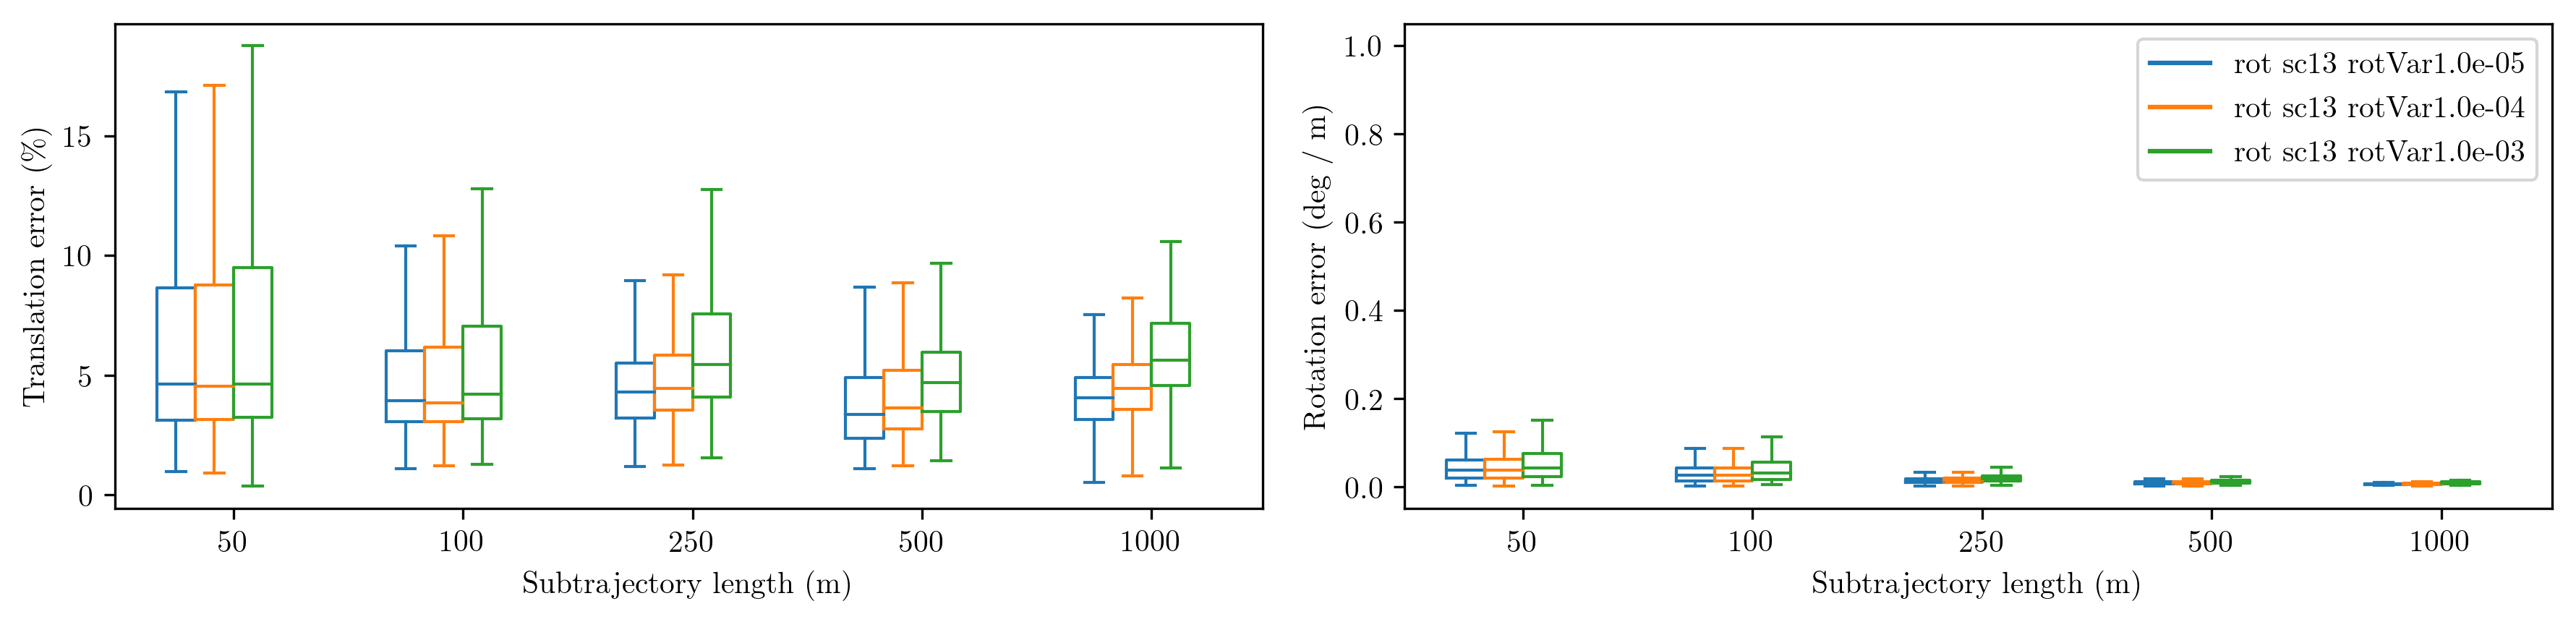 Translation error (%)
15
10
5
0
50 100 250 500 1000
Subtrajectory length (m)
Rotation error (deg / m)
1.0
0.8
0.6
0.4
0.2
0.0
50 100 250 500 1000
Subtrajectory length (m)
rot sc13 rotVar1.0e-05
rot sc13 rotVar1.0e-04
rot sc13 rotVar1.0e-03